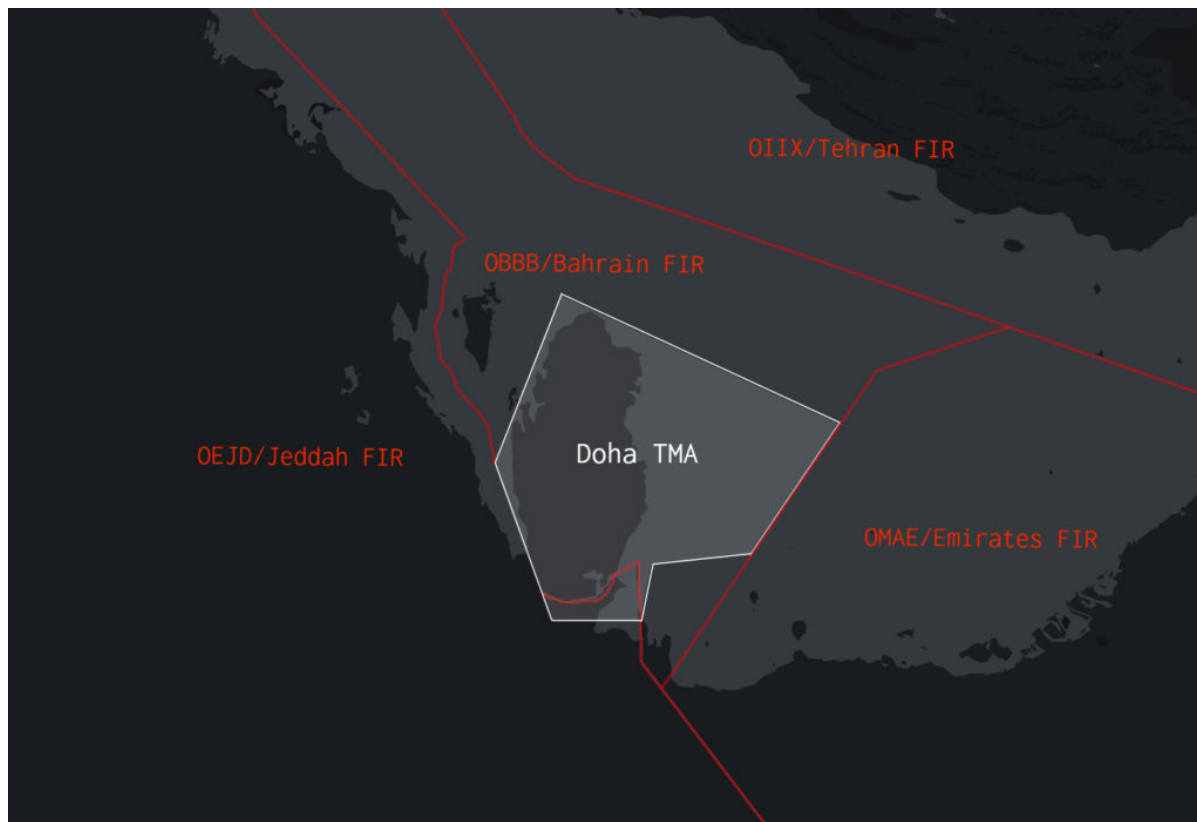 OIIX/Tehran FIR
OBBB/Bahrain FIR
Doha TMA
OEJD/Jeddah FIR
OMAE/Emirates FIR